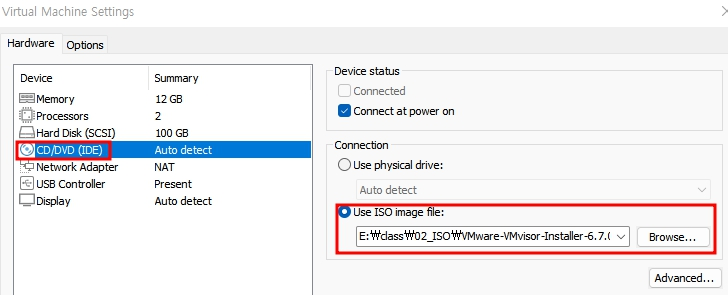 Virtual Machine Settings
Hardware Options
Device Summary
Memory 12 GB
Processors 2
Hard Disk (SCSI) 100 GB
CD/DVD (IDE) Auto detect
Network Adapter NAT
USB Controller Present
Display Auto detect
Device status
Connected
Connect at power on
Connection
Use physical drive:
Auto detect
Use ISO image file:
E:₩class₩02_ISO₩VMware-VMvisor-Installer-6.7.0
Browse...
Advanced...